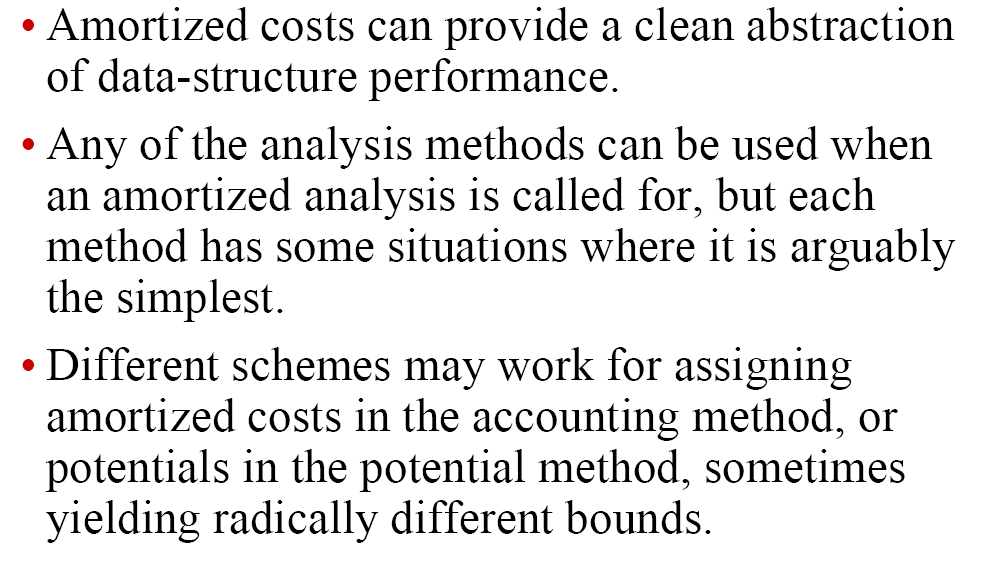 • Amortized costs can provide a clean abstraction
of data-structure performance.
• Any of the analysis methods can be used when
an amortized analysis is called for, but each
method has some situations where it is arguably
the simplest.
• Different schemes may work for assigning
amortized costs in the accounting method, or
potentials in the potential method, sometimes
yielding radically different bounds.